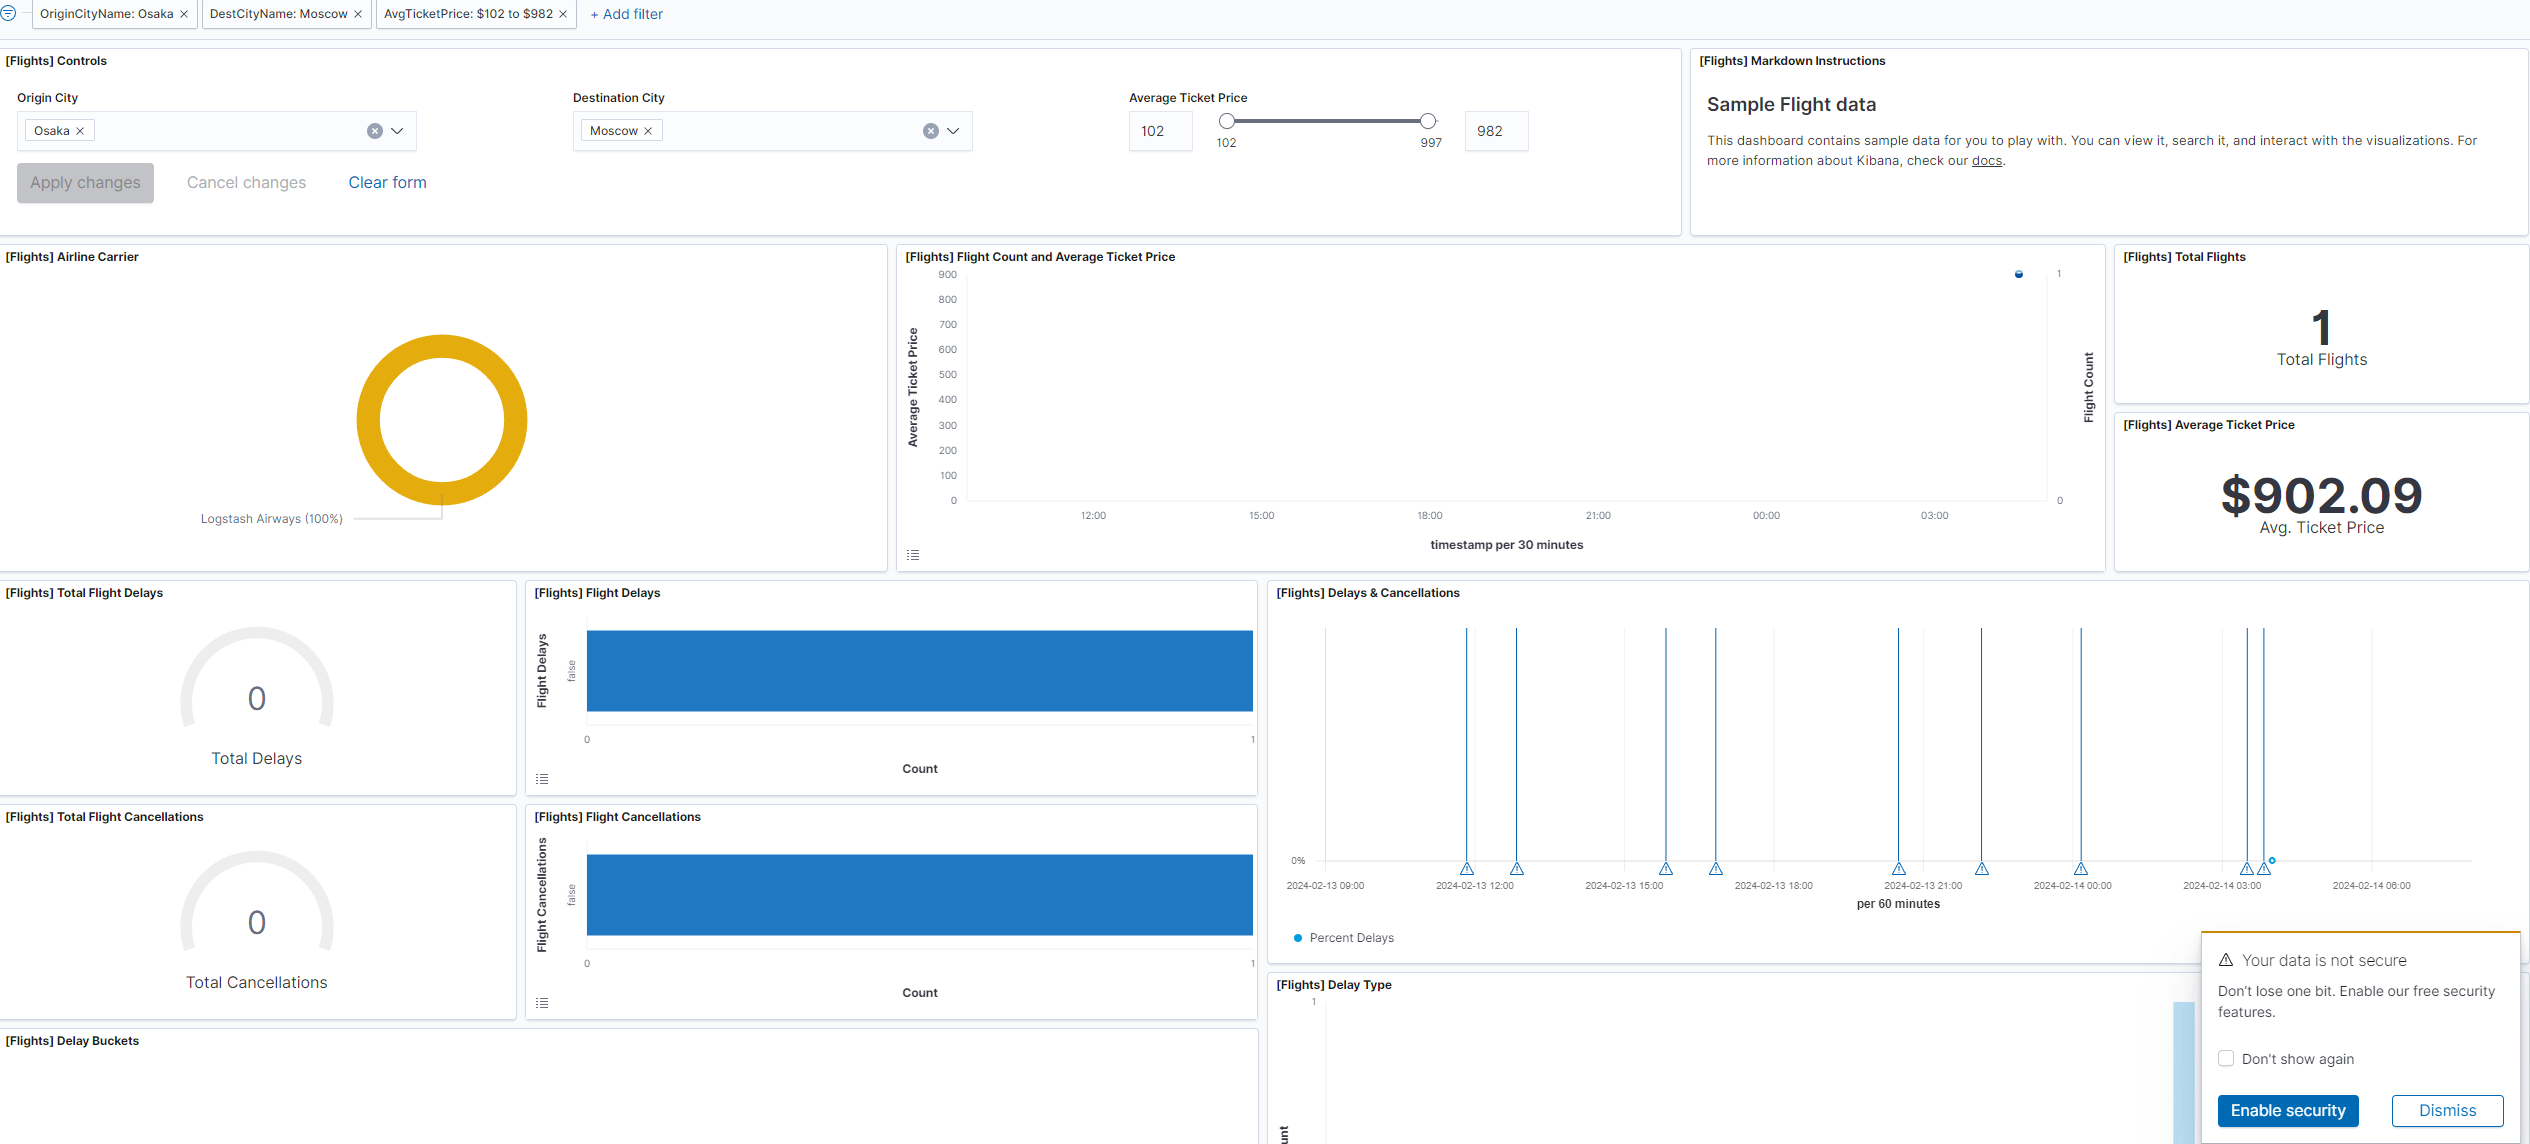 OriginCityName: Osaka × DestCityName: Moscow × AvgTicketPrice: $102 to $982 × + Add filter
[Flights] Controls
Origin City
Osaka ×
Destination City
Moscow ×
Average Ticket Price
102
102
997
982
Apply changes
Cancel changes
Clear form
[Flights] Markdown Instructions
Sample Flight data
This dashboard contains sample data for you to play with. You can view it, search it, and interact with the visualizations. For
more information about Kibana, check our docs.
[Flights] Airline Carrier
Logstash Airways (100%)
[Flights] Flight Count and Average Ticket Price
Average Ticket Price
900
800
700
600
500
400
300
200
100
0
1
0
Flight Count
12:00 15:00 18:00 21:00 00:00 03:00
timestamp per 30 minutes
[Flights] Total Flights
1
Total Flights
[Flights] Average Ticket Price
$902.09
Avg. Ticket Price
[Flights] Total Flight Delays
0
Total Delays
[Flights] Flight Delays
Flight Delays
false
0 1
Count
[Flights] Delays & Cancellations
0%
2024-02-13 09:00 2024-02-13 12:00 2024-02-13 15:00 2024-02-13 18:00 2024-02-13 21:00 2024-02-14 00:00 2024-02-14 03:00 2024-02-14 06:00
per 60 minutes
Percent Delays
[Flights] Total Flight Cancellations
0
Total Cancellations
[Flights] Flight Cancellations
Flight Cancellations
false
0 1
Count
[Flights] Delay Buckets
[Flights] Delay Type
1
unt
Your data is not secure
Don't lose one bit. Enable our free security
features.
Don't show again
Enable security
Dismiss